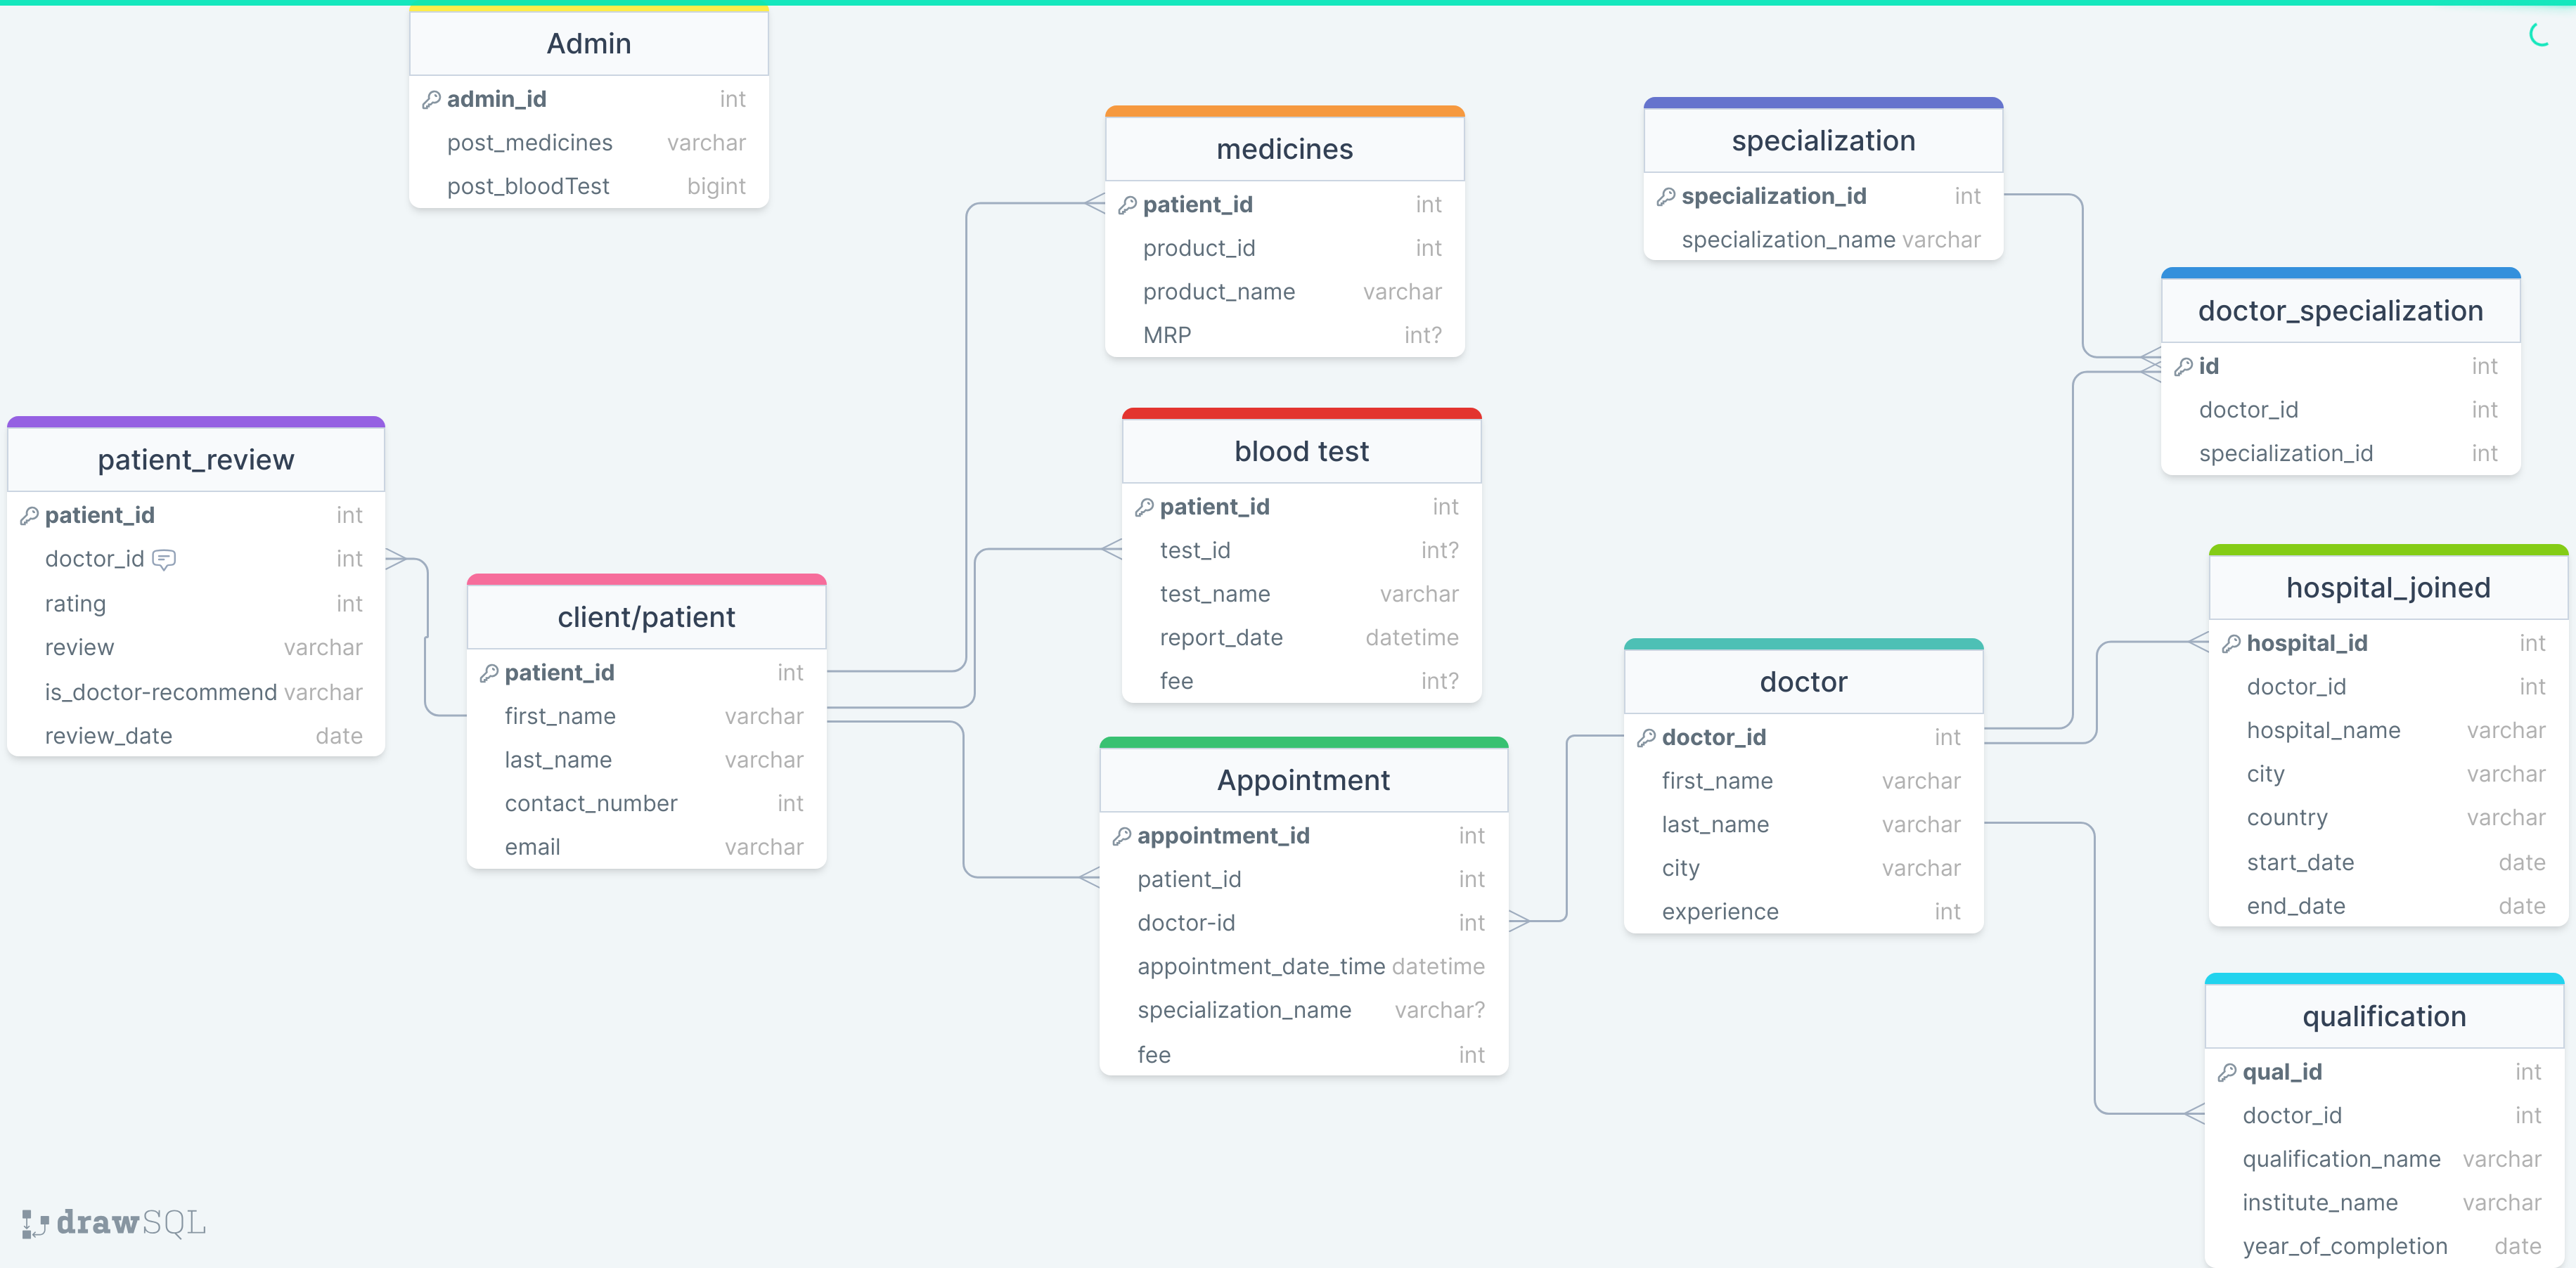 Admin
admin_id int
post_medicines varchar
post_bloodTest bigint
medicines
patient_id int
product_id int
product_name varchar
MRP int?
specialization
specialization_id int
specialization_name varchar
doctor_specialization
id int
doctor_id int
specialization_id int
patient_review
patient_id int
doctor_id int
rating int
review varchar
is_doctor-recommend varchar
review_date date
client/patient
patient_id int
first_name varchar
last_name varchar
contact_number int
email varchar
blood test
patient_id int
test_id int?
test_name varchar
report_date datetime
fee int?
Appointment
appointment_id int
patient_id int
doctor-id int
appointment_date_time datetime
specialization_name varchar?
fee int
doctor
doctor_id int
first_name varchar
last_name varchar
city varchar
experience int
hospital_joined
hospital_id int
doctor_id int
hospital_name varchar
city varchar
country varchar
start_date date
end_date date
qualification
qual_id int
doctor_id int
qualification_name varchar
institute_name varchar
year_of_completion date
drawSQL